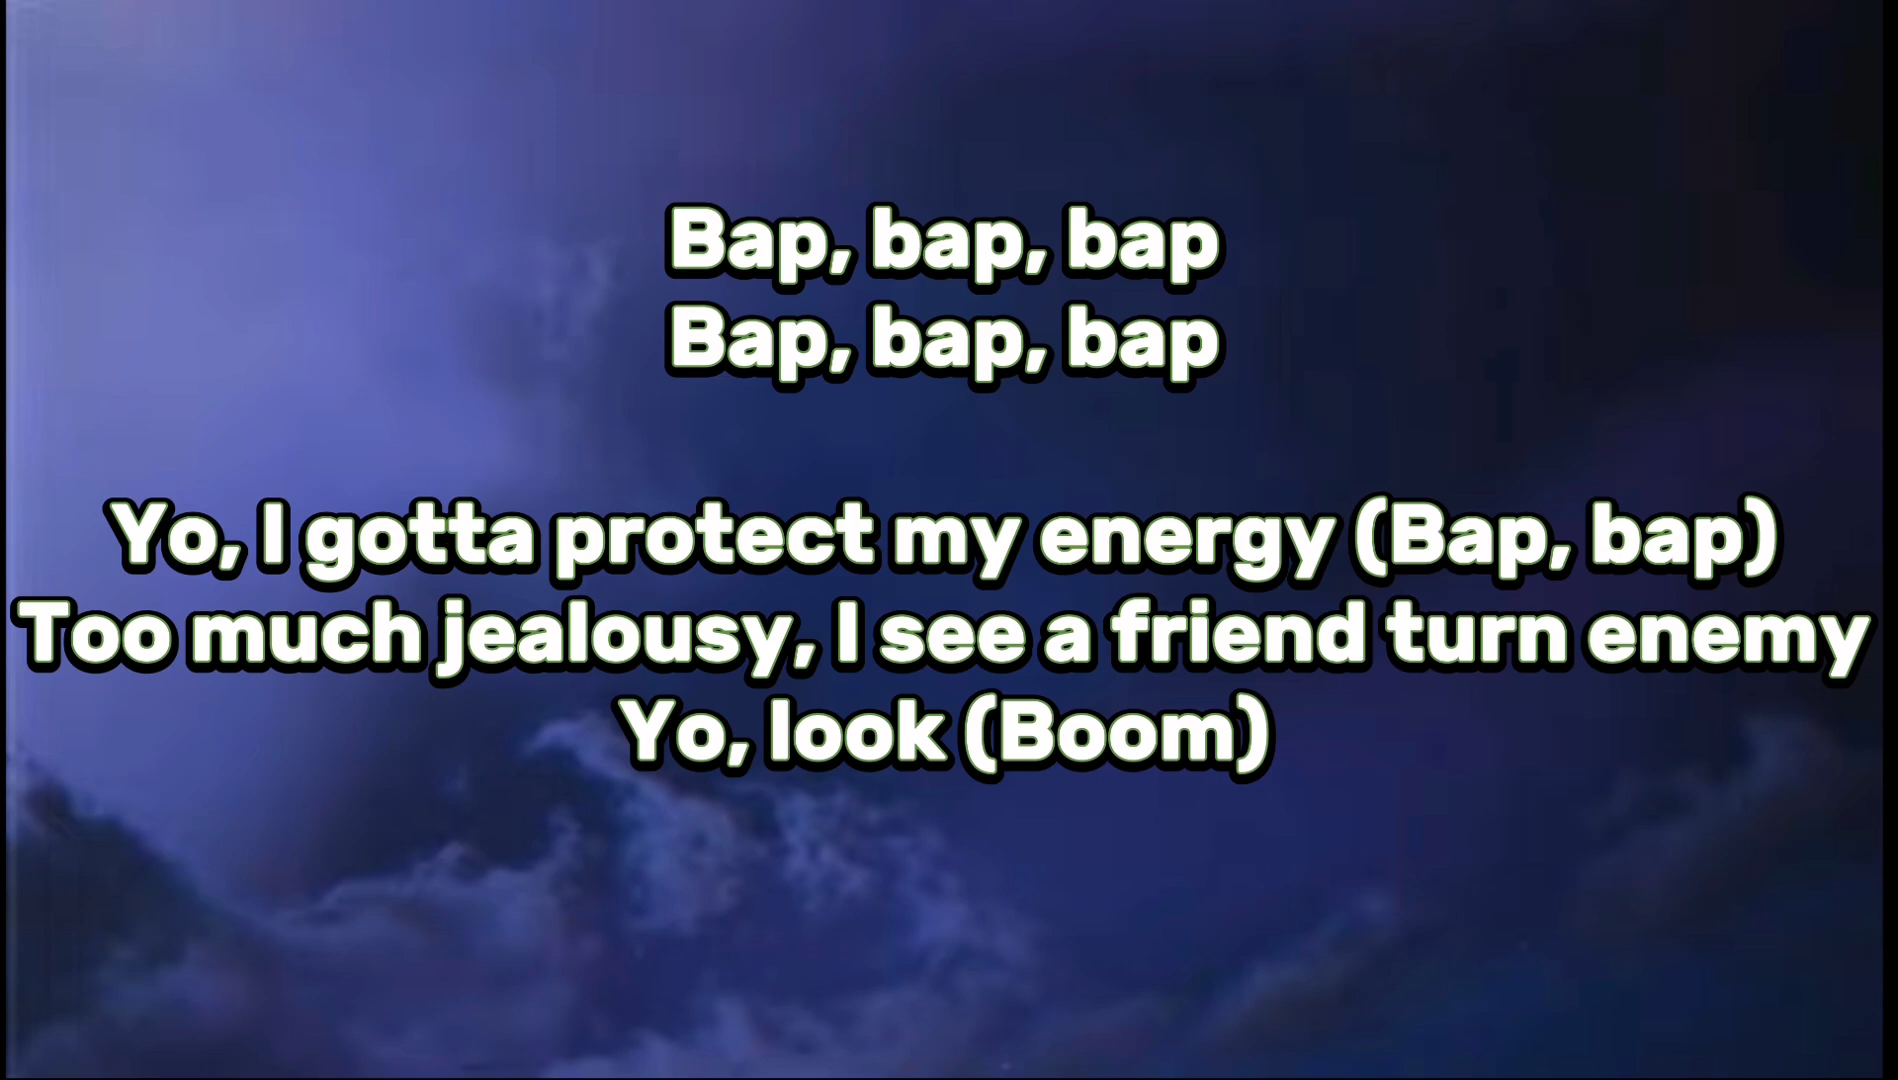 Bap, bap, bap
Bap, bap, bap
Yo, I gotta protect my energy (Bap, bap)
Too much jealousy, I see a friend turn enemy
Yo, look (Boom)